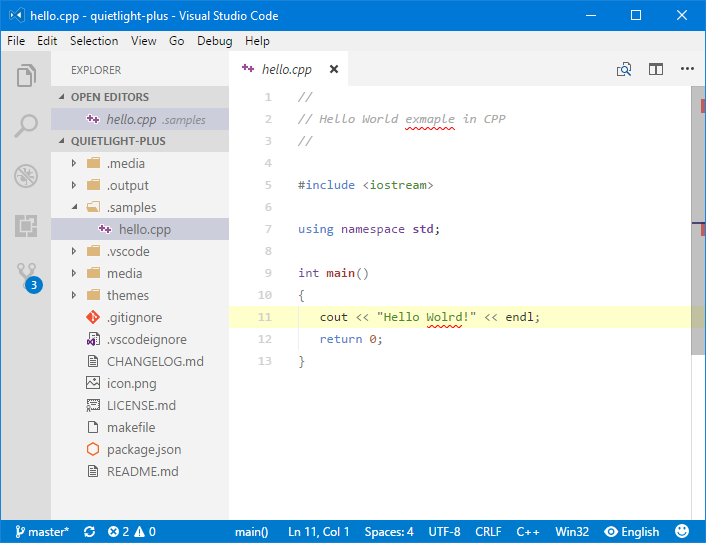 hello.cpp - quietlight-plus - Visual Studio Code
File Edit Selection View Go Debug Help
EXPLORER
OPEN EDITORS
hello.cpp .samples
QUIETLIGHT-PLUS
.media
.output
.samples
hello.cpp
.vscode
media
themes
.gitignore
.vscodeignore
CHANGELOG.md
icon.png
LICENSE.md
makefile
package.json
README.md
3
hello.cpp
1 //
2 // Hello World exmaple in CPP
3 //
4
5 #include <iostream>
6
7 using namespace std;
8
9 int main()
10 {
11 cout << "Hello Wolrd!" << endl;
12 return 0;
13 }
master* 2 0 main() Ln 11, Col 1 Spaces: 4 UTF-8 CRLF C++ Win32 English